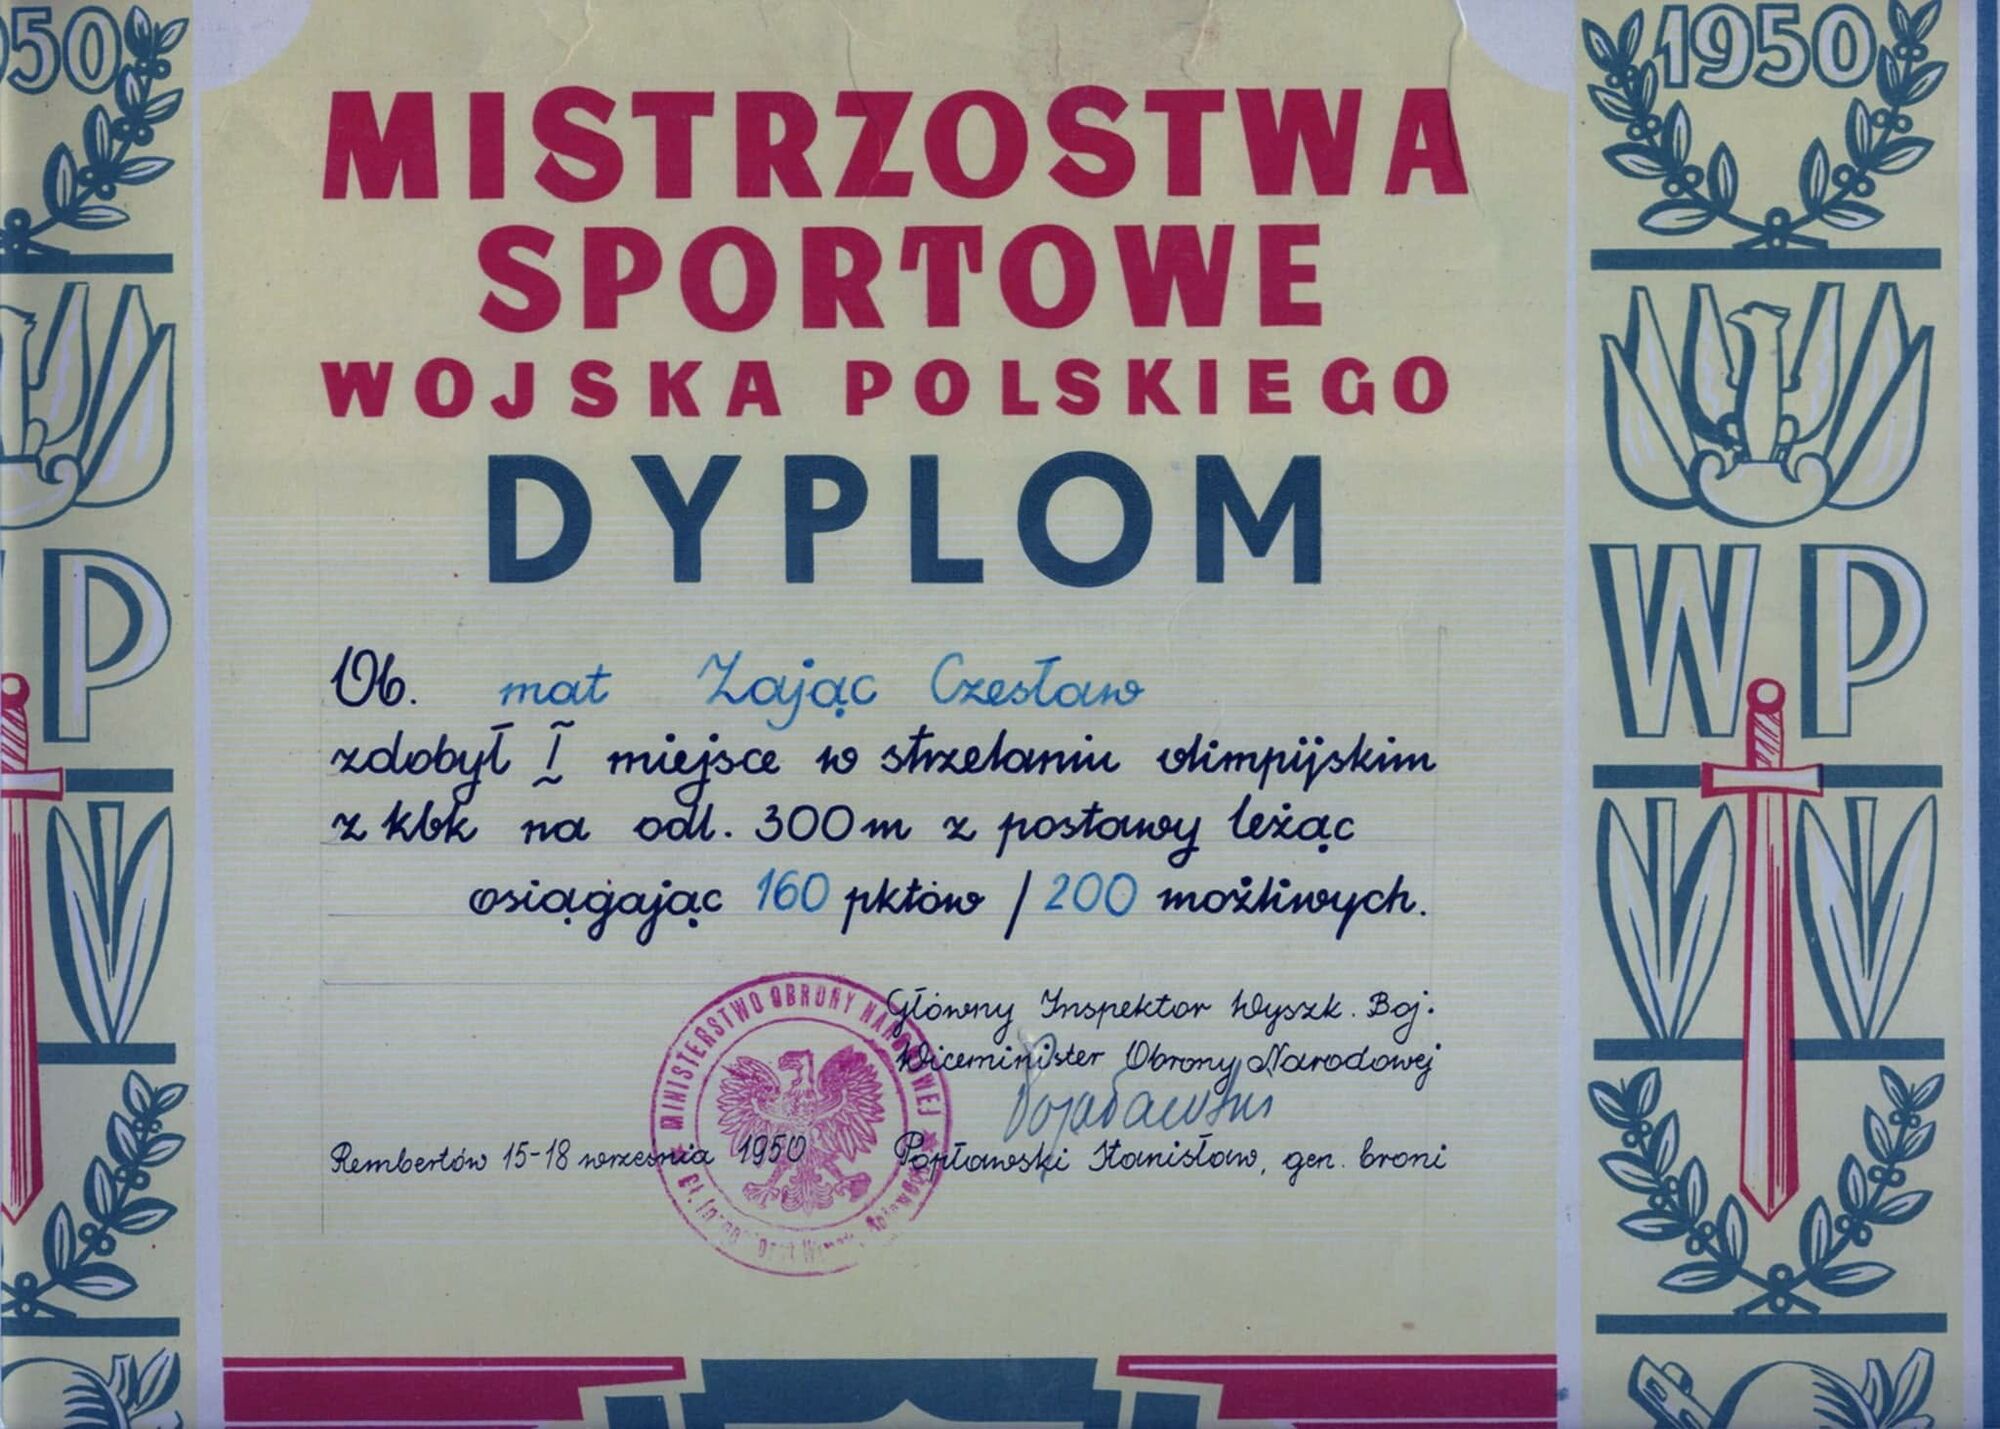 50
1950
MISTRZOSTWA
SPORTOWE
WOJSKA POLSKIEGO
DYPLOM
P
WP
Ob. mat Zając Czesław
zdobył I miejsce w strzelaniu olimpijskim
z kbk na odl. 300 m z postawy leżąc
osiągając 160 pktów / 200 możliwych.
MINISTERSTWO OBRONY NARODOWEJ
Główny Inspektor Wyszk. Boj.
Wiceminister Obrony Narodowej
Rembertów 15-18 września 1950
Popławski Stanisław, gen. broni